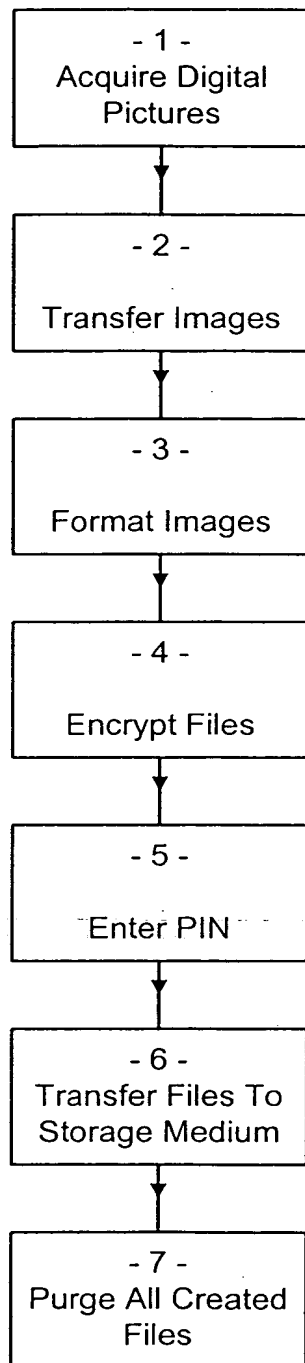 - 1 -
Acquire Digital
Pictures
- 2 -
Transfer Images
- 3 -
Format Images
- 4 -
Encrypt Files
- 5 -
Enter PIN
- 6 -
Transfer Files To
Storage Medium
- 7 -
Purge All Created
Files